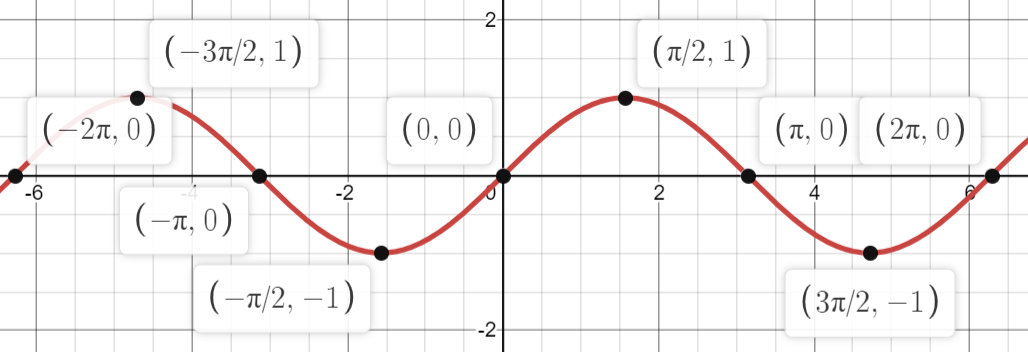 2
(−3π/2, 1)
(π/2, 1)
(−2π, 0)
(0, 0)
(π, 0)
(2π, 0)
-6
-4
-2
0
2
4
6
(−π, 0)
(−π/2, −1)
(3π/2, −1)
-2